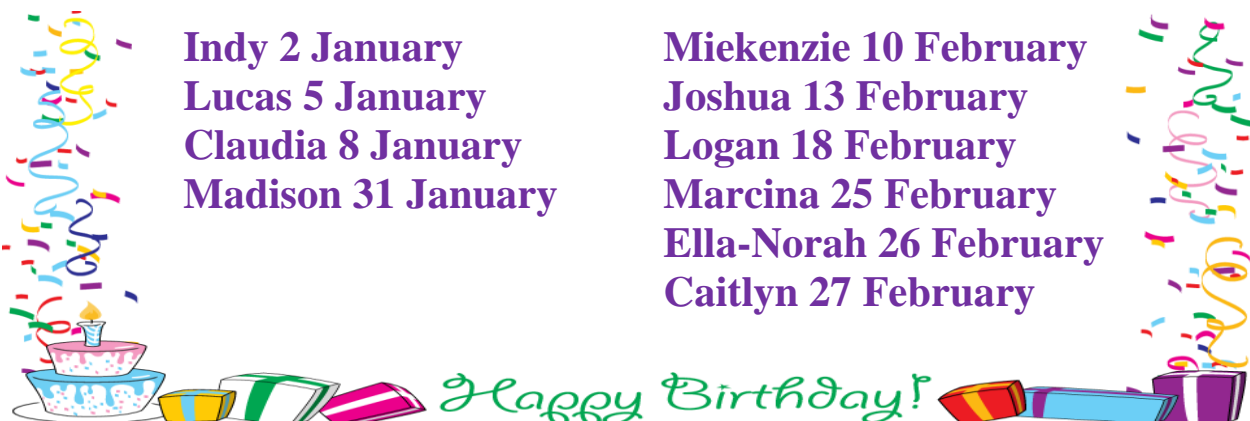 Indy 2 January
Lucas 5 January
Claudia 8 January
Madison 31 January
Miekenzie 10 February
Joshua 13 February
Logan 18 February
Marcina 25 February
Ella-Norah 26 February
Caitlyn 27 February
Happy Birthday!